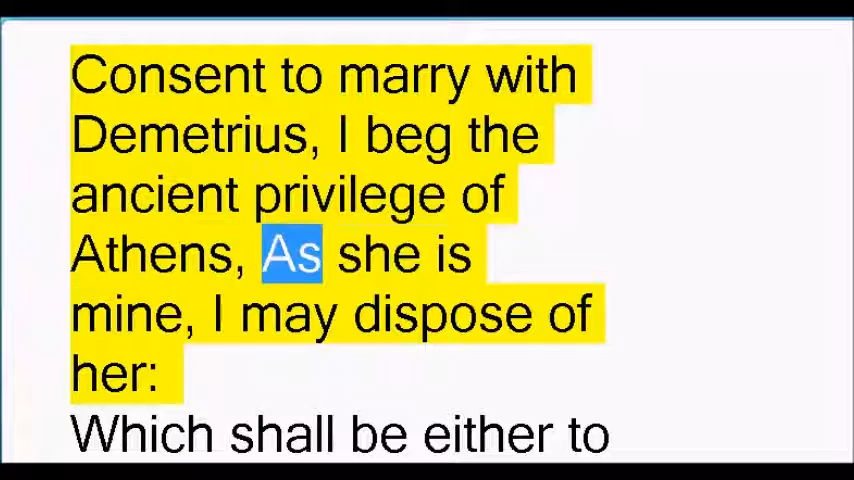 Consent to marry with
Demetrius, I beg the
ancient privilege of
Athens, As she is
mine, I may dispose of
her:
Which shall be either to